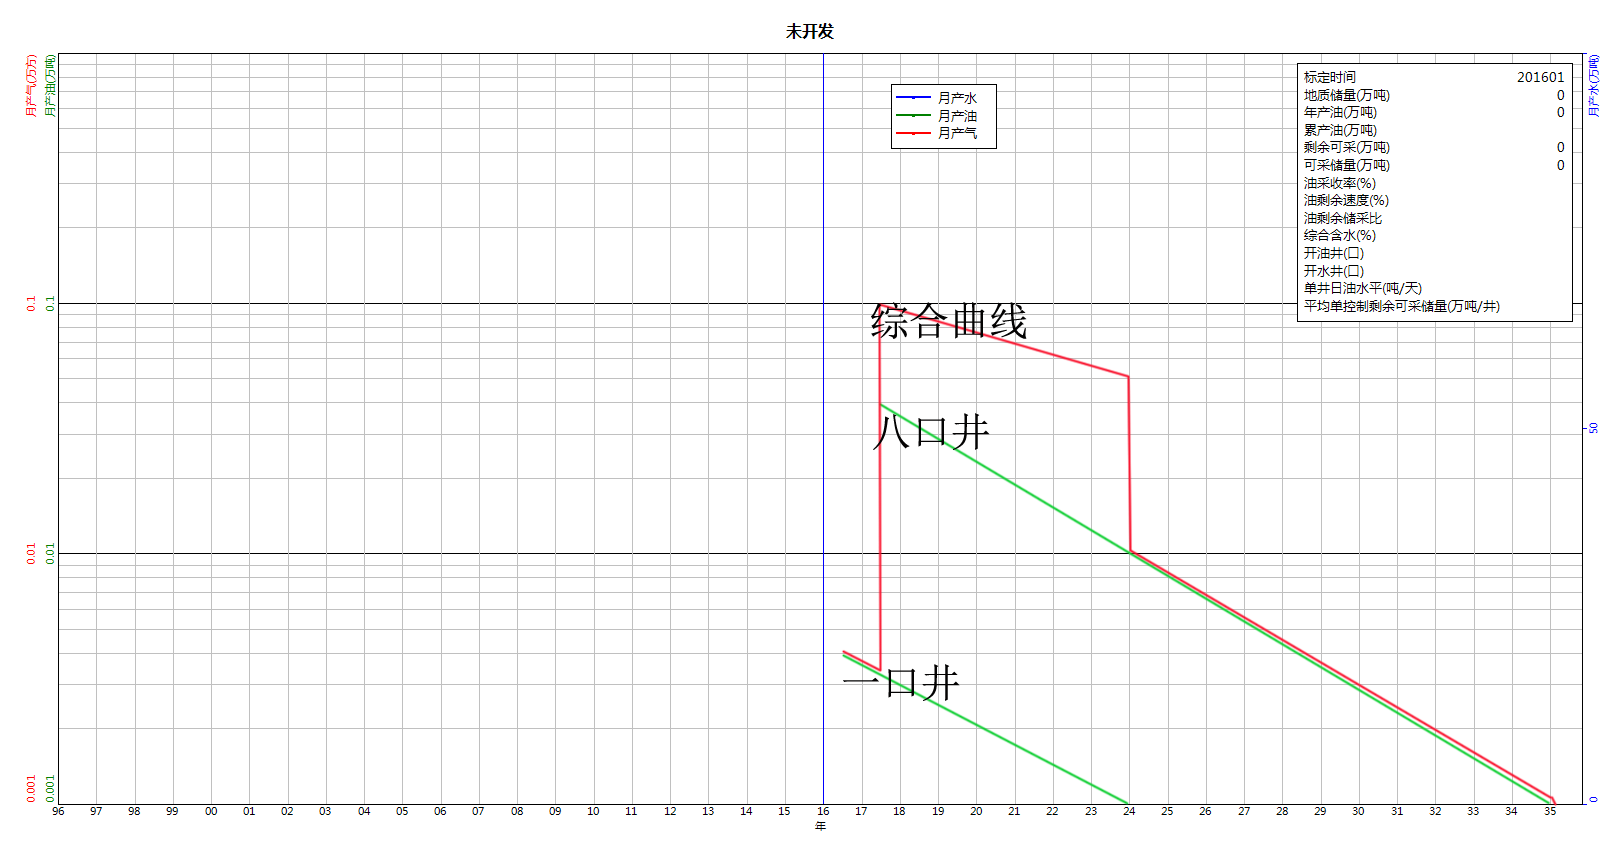 未开发
月产气(万方)
月产油(万吨)
月产水(万吨)
月产水
月产油
月产气
标定时间 201601
地质储量(万吨) 0
年产油(万吨) 0
累产油(万吨)
剩余可采(万吨) 0
可采储量(万吨) 0
油采收率(%)
油剩余速度(%)
油剩余储采比
综合含水(%)
开油井(口)
开水井(口)
单井日油水平(吨/天)
平均单控制剩余可采储量(万吨/井)
0.1 0.1
综合曲线
八口井
50
0.01 0.01
一口井
0.001 0.001
0
96 97 98 99 00 01 02 03 04 05 06 07 08 09 10 11 12 13 14 15 16 17 18 19 20 21 22 23 24 25 26 27 28 29 30 31 32 33 34 35
年